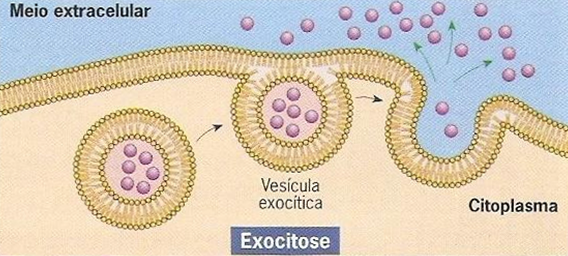 Meio extracelular
Vesícula
exocítica
Citoplasma
Exocitose